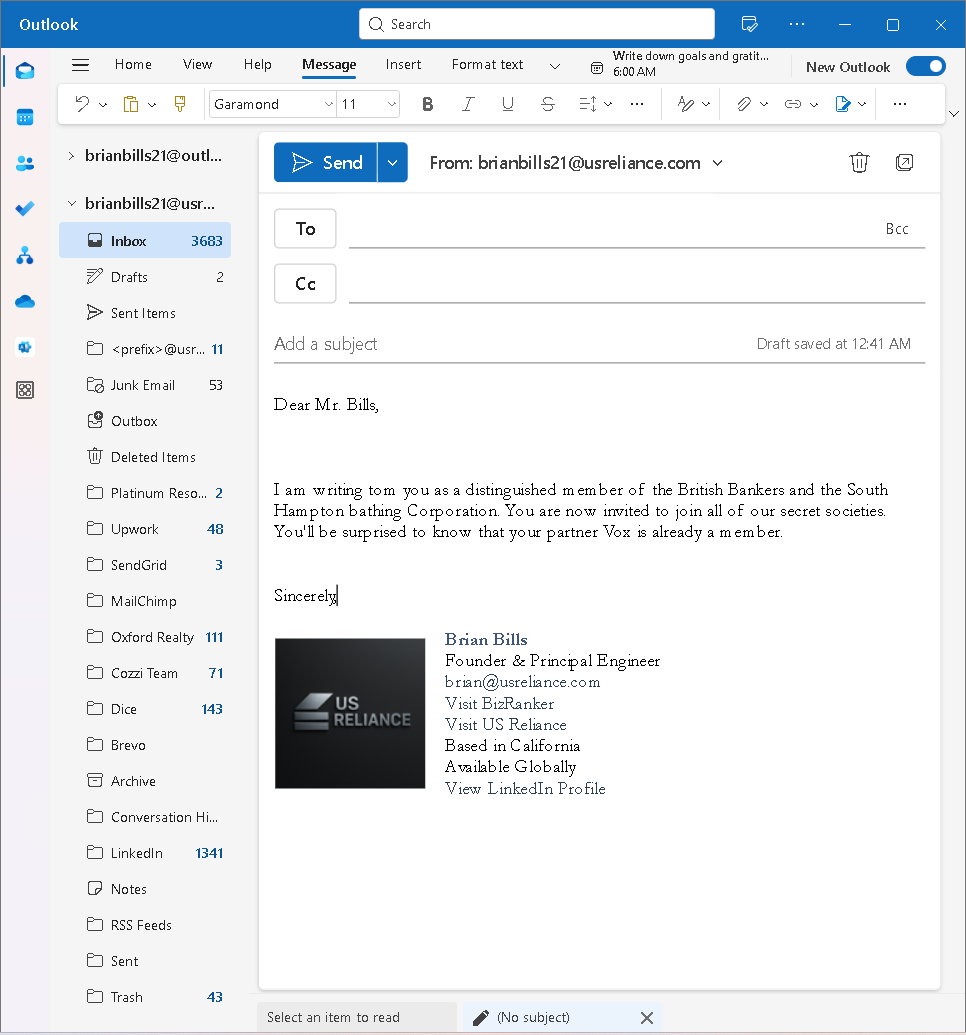 Outlook
Search
Home View Help Message Insert Format text
Write down goals and gratit...
6:00 AM
New Outlook
Garamond 11 B I U S
brianbills21@outl...
brianbills21@usr...
Inbox 3683
Drafts 2
Sent Items
<prefix>@usr... 11
Junk Email 53
Outbox
Deleted Items
Platinum Reso... 2
Upwork 48
SendGrid 3
MailChimp
Oxford Realty 111
Cozzi Team 71
Dice 143
Brevo
Archive
Conversation Hi...
LinkedIn 1341
Notes
RSS Feeds
Sent
Trash 43
Send
From: brianbills21@usreliance.com
To
Bcc
Cc
Add a subject
Draft saved at 12:41 AM
Dear Mr. Bills,
I am writing tom you as a distinguished member of the British Bankers and the South
Hampton bathing Corporation. You are now invited to join all of our secret societies.
You'll be surprised to know that your partner Vox is already a member.
Sincerely,
US
RELIANCE
Brian Bills
Founder & Principal Engineer
brian@usreliance.com
Visit BizRanker
Visit US Reliance
Based in California
Available Globally
View LinkedIn Profile
Select an item to read
(No subject)